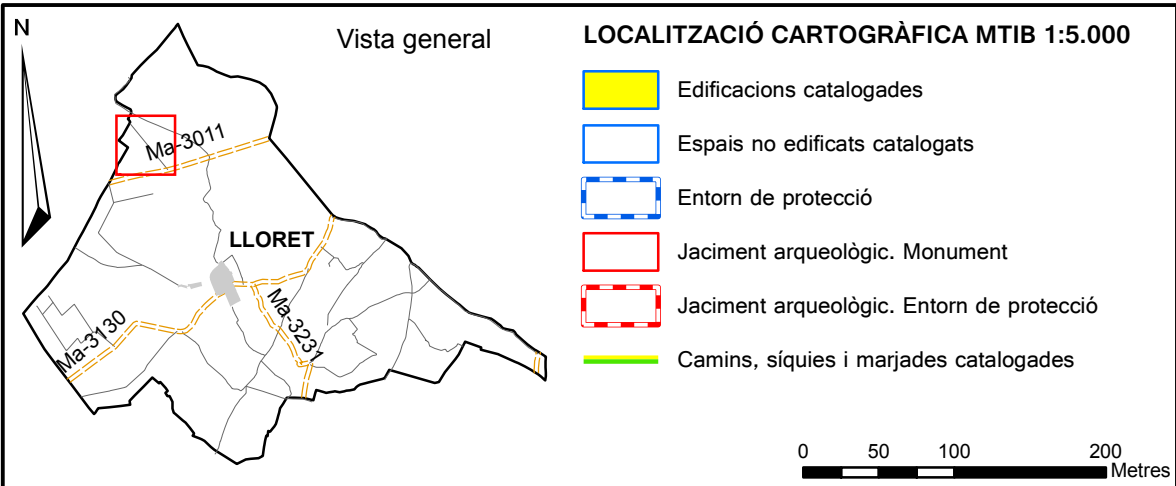 N
Vista general
Ma-3011
LLORET
Ma-3130
Ma-3231
LOCALITZACIÓ CARTOGRÀFICA MTIB 1:5.000
Edificacions catalogades
Espais no edificats catalogats
Entorn de protecció
Jaciment arqueològic. Monument
Jaciment arqueològic. Entorn de protecció
Camins, síquies i marjades catalogades
0 50 100 200
Metres